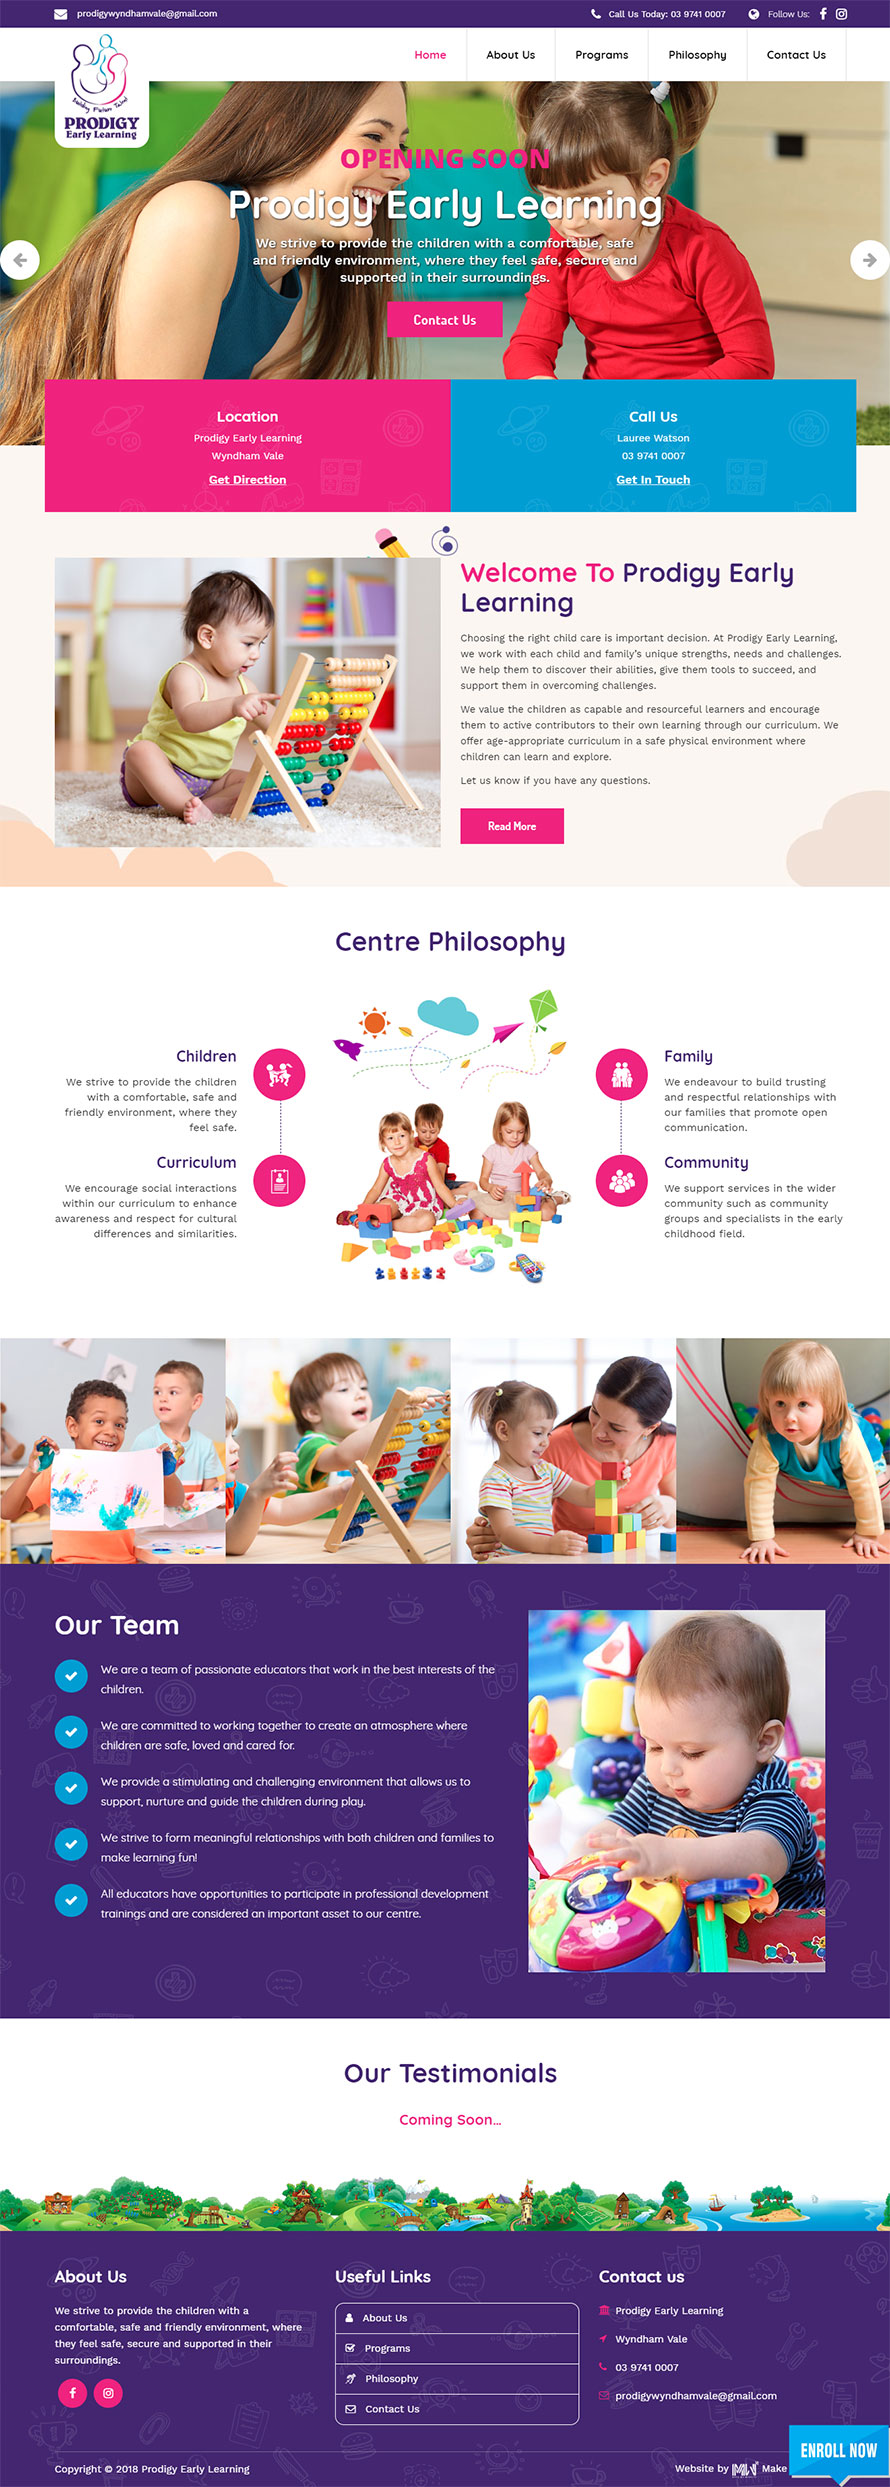 prodigywyndhamvale@gmail.com
Call Us Today: 03 9741 0007
Follow Us:
Building Future Talent
PRODIGY
Early Learning
Home
About Us
Programs
Philosophy
Contact Us
OPENING SOON
Prodigy Early Learning
We strive to provide the children with a comfortable, safe
and friendly environment, where they feel safe, secure and
supported in their surroundings.
Contact Us
Location
Prodigy Early Learning
Wyndham Vale
Get Direction
Call Us
Lauree Watson
03 9741 0007
Get In Touch
Welcome To Prodigy Early
Learning
Choosing the right child care is important decision. At Prodigy Early Learning,
we work with each child and family's unique strengths, needs and challenges.
We help them to discover their abilities, give them tools to succeed, and
support them in overcoming challenges.
We value the children as capable and resourceful learners and encourage
them to active contributors to their own learning through our curriculum. We
offer age-appropriate curriculum in a safe physical environment where
children can learn and explore.
Let us know if you have any questions.
Read More
Centre Philosophy
Children
We strive to provide the children
with a comfortable, safe and
friendly environment, where they
feel safe.
Curriculum
We encourage social interactions
within our curriculum to enhance
awareness and respect for cultural
differences and similarities.
Family
We endeavour to build trusting
and respectful relationships with
our families that promote open
communication.
Community
We support services in the wider
community such as community
groups and specialists in the early
childhood field.
Our Team
We are a team of passionate educators that work in the best interests of the
children.
We are committed to working together to create an atmosphere where
children are safe, loved and cared for.
We provide a stimulating and challenging environment that allows us to
support, nurture and guide the children during play.
We strive to form meaningful relationships with both children and families to
make learning fun!
All educators have opportunities to participate in professional development
trainings and are considered an important asset to our centre.
Our Testimonials
Coming Soon...
About Us
We strive to provide the children with a
comfortable, safe and friendly environment, where
they feel safe, secure and supported in their
surroundings.
Useful Links
About Us
Programs
Philosophy
Contact Us
Contact us
Prodigy Early Learning
Wyndham Vale
03 9741 0007
prodigywyndhamvale@gmail.com
Copyright © 2018 Prodigy Early Learning
Website by MW Make
ENROLL NOW